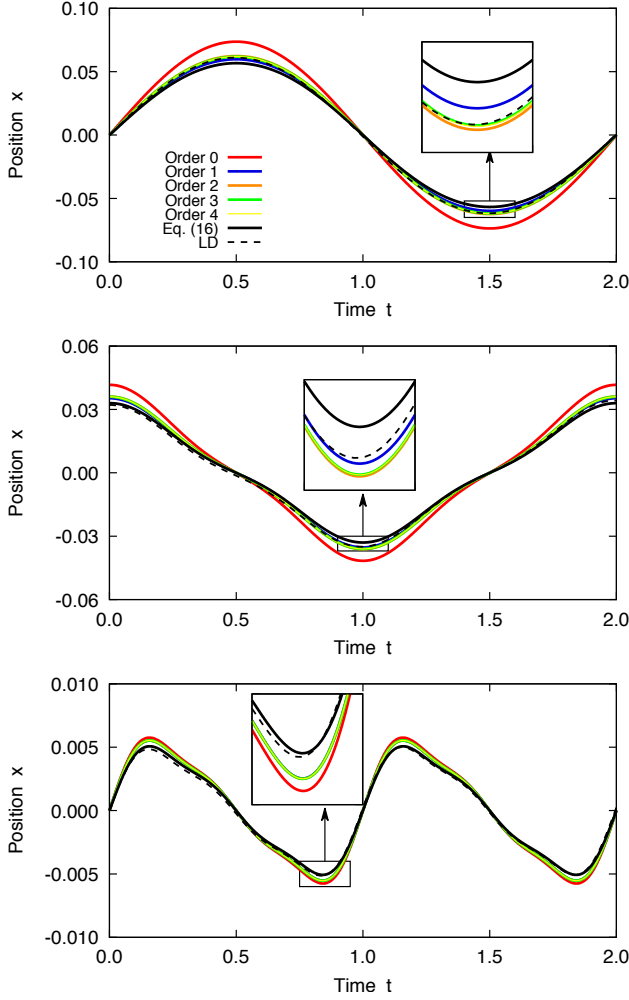 0.10
0.05
0.00
-0.05
-0.10
Position x
Order 0
Order 1
Order 2
Order 3
Order 4
Eq. (16)
LD
0.0 0.5 1.0 1.5 2.0
Time t
0.06
0.03
0.00
-0.03
-0.06
Position x
0.0 0.5 1.0 1.5 2.0
Time t
0.010
0.005
0.000
-0.005
-0.010
Position x
0.0 0.5 1.0 1.5 2.0
Time t